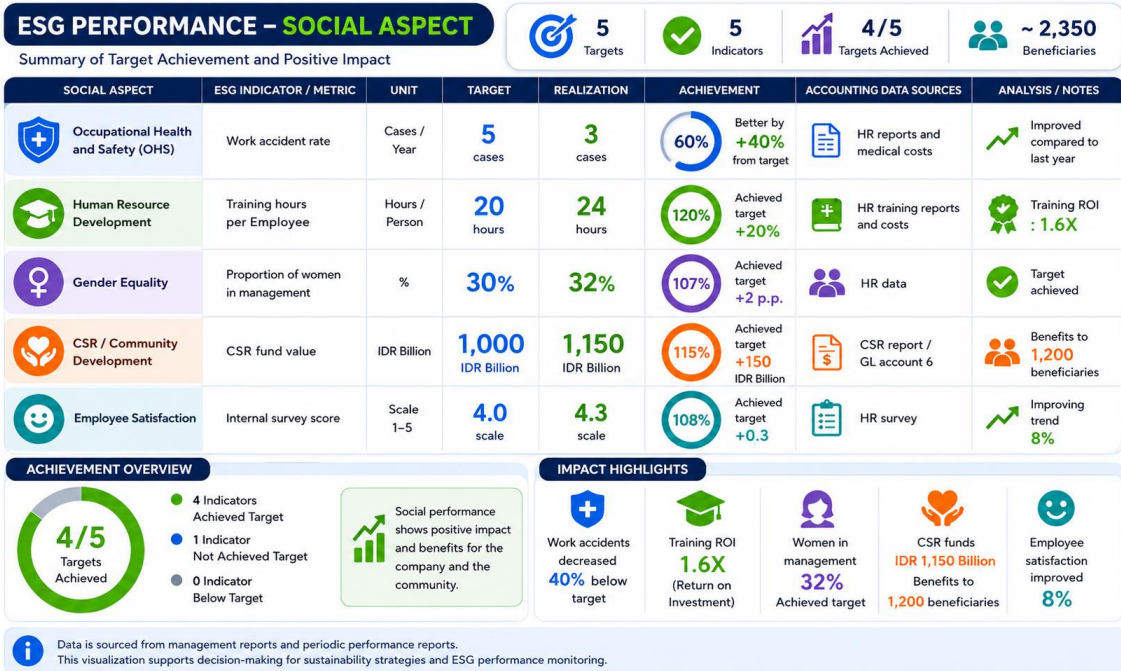 ESG PERFORMANCE – SOCIAL ASPECT
Summary of Target Achievement and Positive Impact
5
Targets
5
Indicators
4/5
Targets Achieved
~ 2,350
Beneficiaries
SOCIAL ASPECT
ESG INDICATOR / METRIC
UNIT
TARGET
REALIZATION
ACHIEVEMENT
ACCOUNTING DATA SOURCES
ANALYSIS / NOTES
Occupational Health
and Safety (OHS)
Work accident rate
Cases /
Year
5
cases
3
cases
60%
Better by
+40%
from target
HR reports and
medical costs
Improved
compared to
last year
Human Resource
Development
Training hours
per Employee
Hours /
Person
20
hours
24
hours
120%
Achieved
target
+20%
HR training reports
and costs
Training ROI
: 1.6X
Gender Equality
Proportion of women
in management
%
30%
32%
107%
Achieved
target
+2 p.p.
HR data
Target
achieved
CSR / Community
Development
CSR fund value
IDR Billion
1,000
IDR Billion
1,150
IDR Billion
115%
Achieved
target
+150
IDR Billion
CSR report /
GL account 6
Benefits to
1,200
beneficiaries
Employee Satisfaction
Internal survey score
Scale
1–5
4.0
scale
4.3
scale
108%
Achieved
target
+0.3
HR survey
Improving
trend
8%
ACHIEVEMENT OVERVIEW
4/5
Targets
Achieved
4 Indicators
Achieved Target
1 Indicator
Not Achieved Target
0 Indicator
Below Target
Social performance
shows positive impact
and benefits for the
company and the
community.
IMPACT HIGHLIGHTS
Work accidents
decreased
40% below
target
Training ROI
1.6X
(Return on
Investment)
Women in
management
32%
Achieved target
CSR funds
IDR 1,150 Billion
Benefits to
1,200 beneficiaries
Employee
satisfaction
improved
8%
Data is sourced from management reports and periodic performance reports.
This visualization supports decision-making for sustainability strategies and ESG performance monitoring.